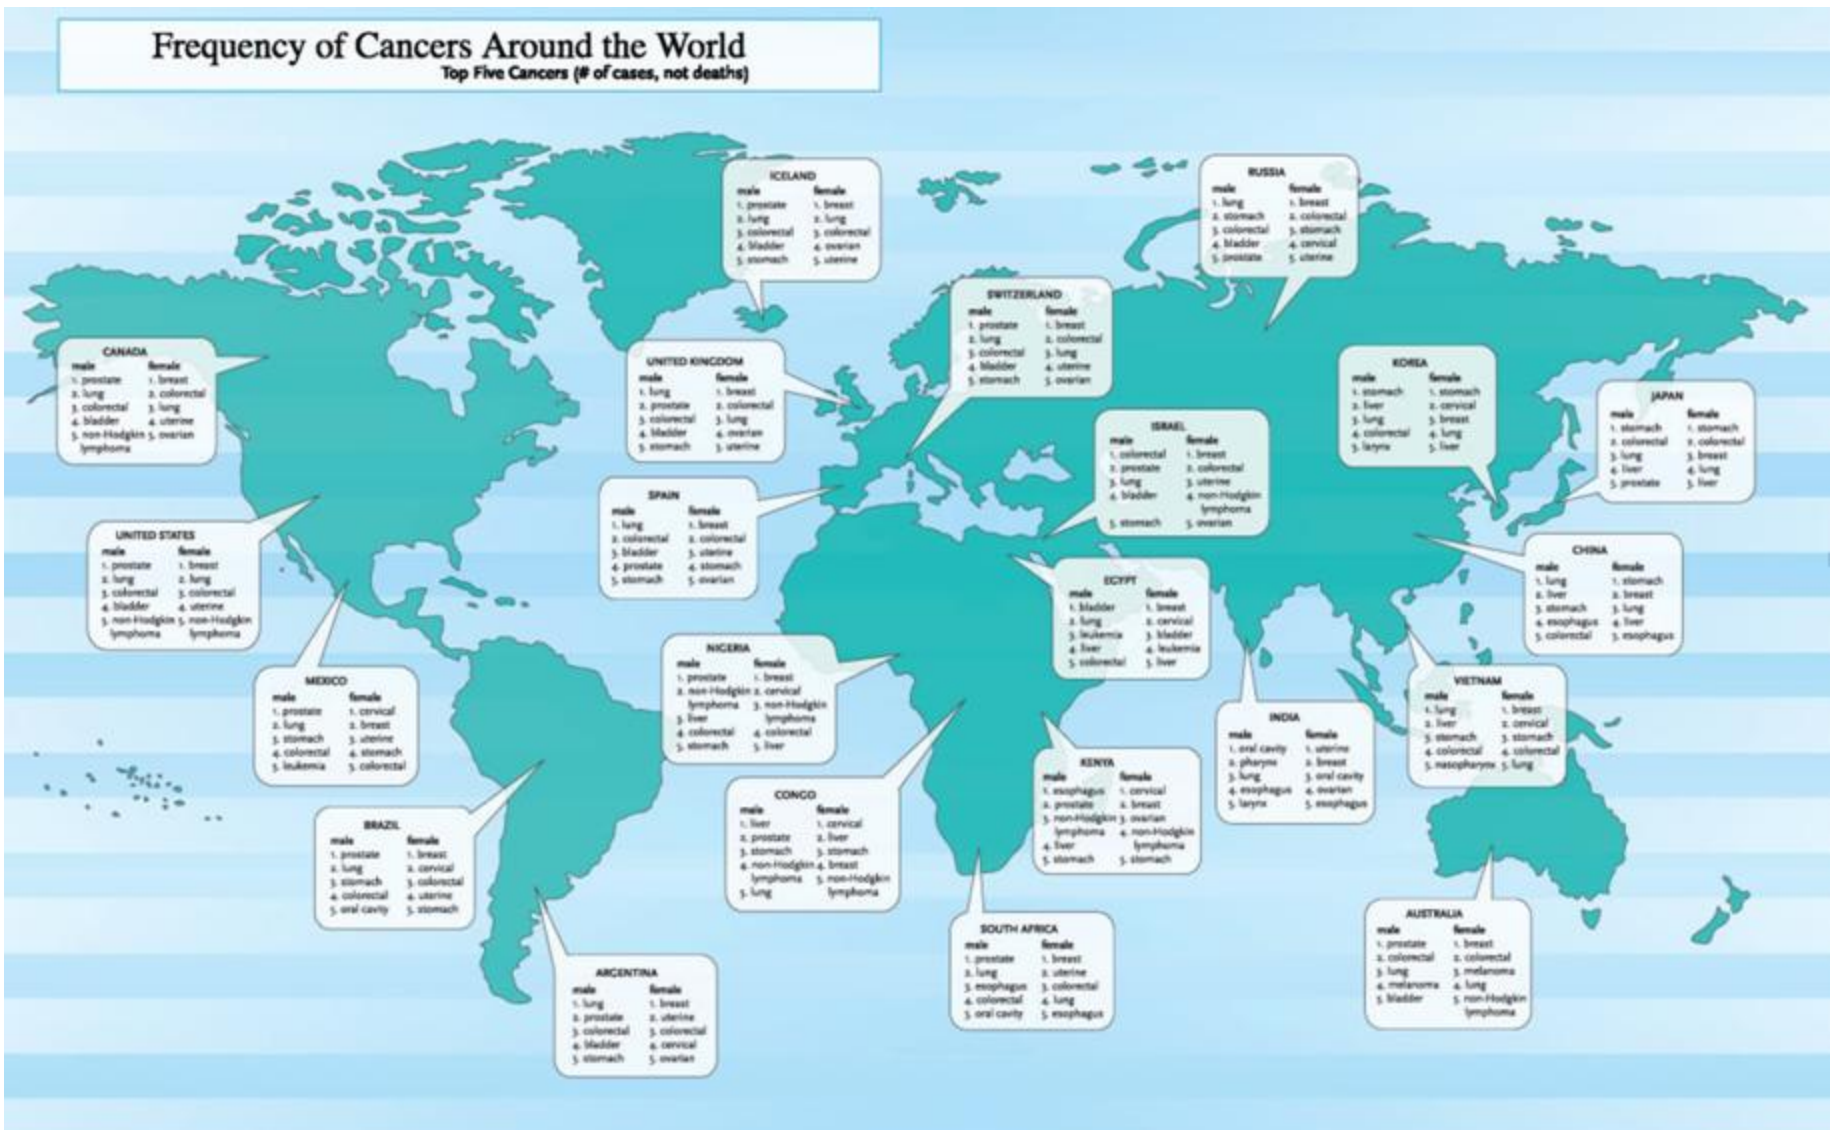 Frequency of Cancers Around the World
Top Five Cancers (# of cases, not deaths)
ICELAND
male female
1. prostate 1. breast
2. lung 2. lung
3. colorectal 3. colorectal
4. bladder 4. ovarian
5. stomach 5. uterine
RUSSIA
male female
1. lung 1. breast
2. stomach 2. colorectal
3. colorectal 3. stomach
4. bladder 4. cervical
5. prostate 5. uterine
SWITZERLAND
male female
1. prostate 1. breast
2. lung 2. colorectal
3. colorectal 3. lung
4. bladder 4. uterine
5. stomach 5. ovarian
CANADA
male female
1. prostate 1. breast
2. lung 2. colorectal
3. colorectal 3. lung
4. bladder 4. uterine
5. non-Hodgkin 5. ovarian
lymphoma
UNITED KINGDOM
male female
1. lung 1. breast
2. prostate 2. colorectal
3. colorectal 3. lung
4. bladder 4. ovarian
5. stomach 5. uterine
KOREA
male female
1. stomach 1. stomach
2. liver 2. cervical
3. lung 3. breast
4. colorectal 4. lung
5. larynx 5. liver
JAPAN
male female
1. stomach 1. stomach
2. colorectal 2. colorectal
3. lung 3. breast
4. liver 4. lung
5. prostate 5. liver
ISRAEL
male female
1. colorectal 1. breast
2. prostate 2. colorectal
3. lung 3. uterine
4. bladder 4. non-Hodgkin
lymphoma
5. stomach 5. ovarian
SPAIN
male female
1. lung 1. breast
2. colorectal 2. colorectal
3. bladder 3. uterine
4. prostate 4. stomach
5. stomach 5. ovarian
UNITED STATES
male female
1. prostate 1. breast
2. lung 2. lung
3. colorectal 3. colorectal
4. bladder 4. uterine
5. non-Hodgkin 5. non-Hodgkin
lymphoma lymphoma
CHINA
male female
1. lung 1. stomach
2. liver 2. breast
3. stomach 3. lung
4. esophagus 4. liver
5. colorectal 5. esophagus
EGYPT
male female
1. bladder 1. breast
2. lung 2. cervical
3. leukemia 3. bladder
4. liver 4. leukemia
5. colorectal 5. liver
NIGERIA
male female
1. prostate 1. breast
2. non-Hodgkin 2. cervical
lymphoma 3. non-Hodgkin
3. liver lymphoma
4. colorectal 4. colorectal
5. stomach 5. liver
MEXICO
male female
1. prostate 1. cervical
2. lung 2. breast
3. stomach 3. uterine
4. colorectal 4. stomach
5. leukemia 5. colorectal
VIETNAM
male female
1. lung 1. breast
2. liver 2. cervical
3. stomach 3. stomach
4. colorectal 4. colorectal
5. nasopharynx 5. lung
INDIA
male female
1. oral cavity 1. uterine
2. pharynx 2. breast
3. lung 3. oral cavity
4. esophagus 4. ovarian
5. larynx 5. esophagus
KENYA
male female
1. esophagus 1. cervical
2. prostate 2. breast
3. non-Hodgkin 3. ovarian
lymphoma 4. non-Hodgkin
4. liver lymphoma
5. stomach 5. stomach
CONGO
male female
1. liver 1. cervical
2. prostate 2. liver
3. stomach 3. stomach
4. non-Hodgkin 4. breast
lymphoma 5. non-Hodgkin
5. lung lymphoma
BRAZIL
male female
1. prostate 1. breast
2. lung 2. cervical
3. stomach 3. colorectal
4. colorectal 4. uterine
5. oral cavity 5. stomach
SOUTH AFRICA
male female
1. prostate 1. breast
2. lung 2. uterine
3. esophagus 3. colorectal
4. colorectal 4. lung
5. oral cavity 5. esophagus
AUSTRALIA
male female
1. prostate 1. breast
2. colorectal 2. colorectal
3. lung 3. melanoma
4. melanoma 4. lung
5. bladder 5. non-Hodgkin
lymphoma
ARGENTINA
male female
1. lung 1. breast
2. prostate 2. uterine
3. colorectal 3. colorectal
4. bladder 4. cervical
5. stomach 5. ovarian